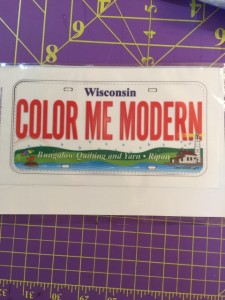 Wisconsin
COLOR ME MODERN
Bungalow Quilting and Yarn • Ripon